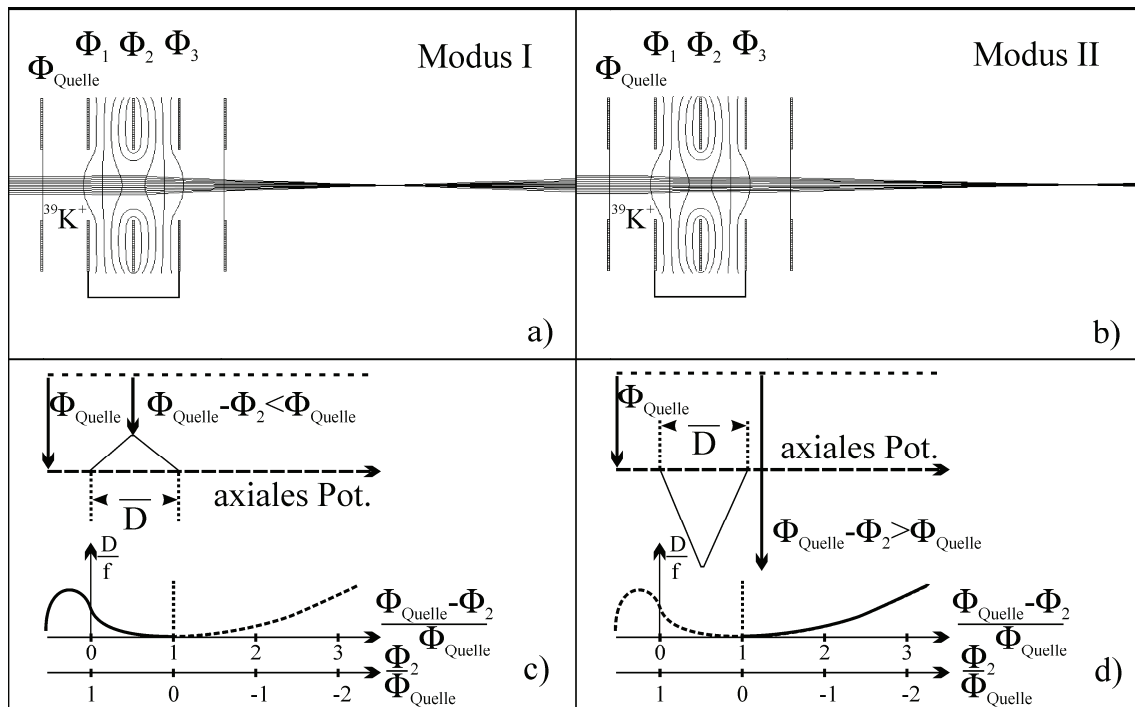 Φ1 Φ2 Φ3
Modus I
ΦQuelle
39K+
a)
Φ1 Φ2 Φ3
Modus II
ΦQuelle
39K+
b)
ΦQuelle
ΦQuelle-Φ2<ΦQuelle
axiales Pot.
D
D
f
ΦQuelle-Φ2
ΦQuelle
0 1 2 3
Φ2
ΦQuelle
1 0 -1 -2
c)
ΦQuelle
D
axiales Pot.
ΦQuelle-Φ2>ΦQuelle
D
f
ΦQuelle-Φ2
ΦQuelle
0 1 2 3
Φ2
ΦQuelle
1 0 -1 -2
d)